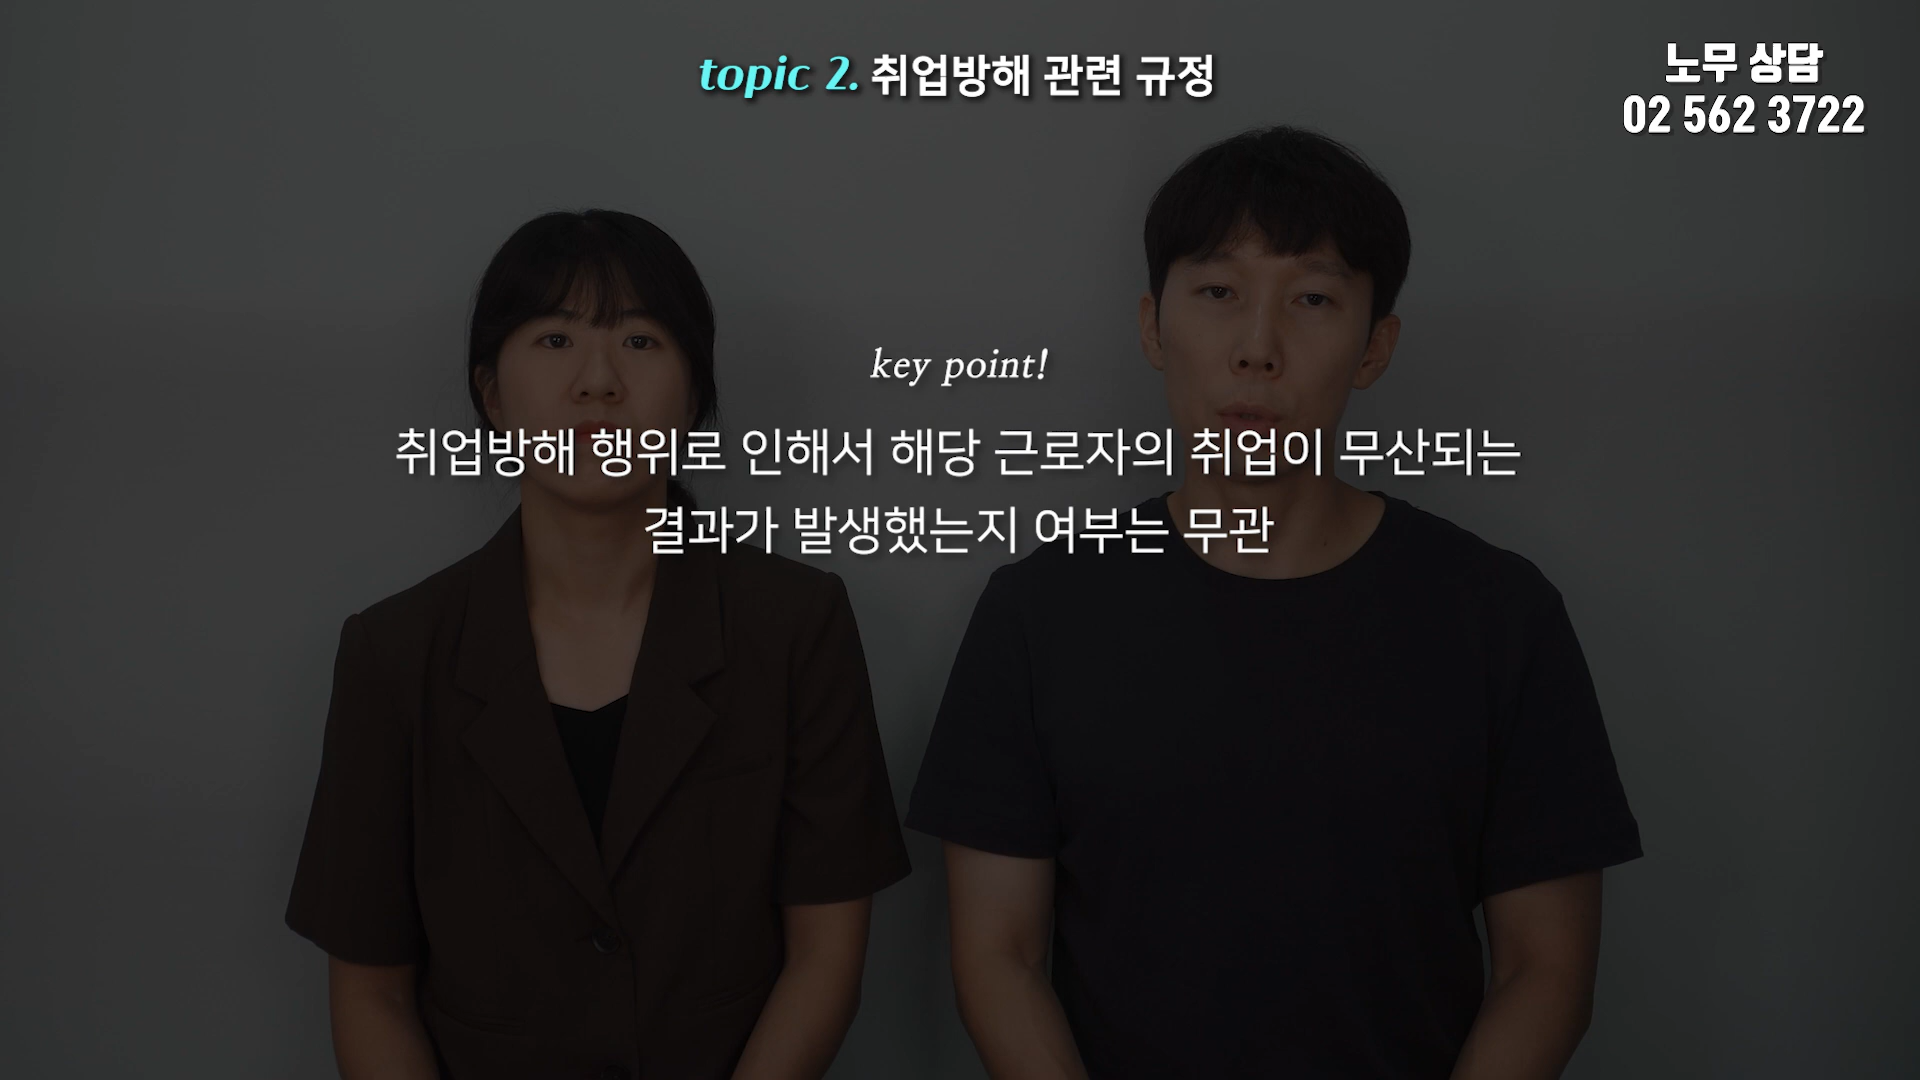 topic 2. 취업방해 관련 규정
노무 상담
02 562 3722
key point!
취업방해 행위로 인해서 해당 근로자의 취업이 무산되는
결과가 발생했는지 여부는 무관